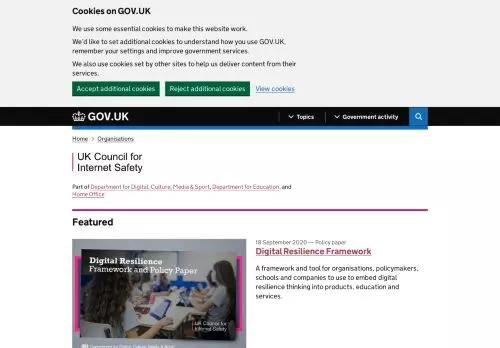 Cookies on GOV.UK
We use some essential cookies to make this website work.
We'd like to set additional cookies to understand how you use GOV.UK,
remember your settings and improve government services.
We also use cookies set by other sites to help us deliver content from their
services.
Accept additional cookies Reject additional cookies View cookies
GOV.UK Topics Government activity
Home Organisations
UK Council for
Internet Safety
Part of Department for Digital, Culture, Media & Sport, Department for Education, and
Home Office
Featured
18 September 2020 — Policy paper
Digital Resilience Framework
A framework and tool for organisations, policymakers,
schools and companies to use to embed digital
resilience thinking into products, education and
services.
Digital Resilience
Framework and Policy Paper
UK Council for
Internet Safety